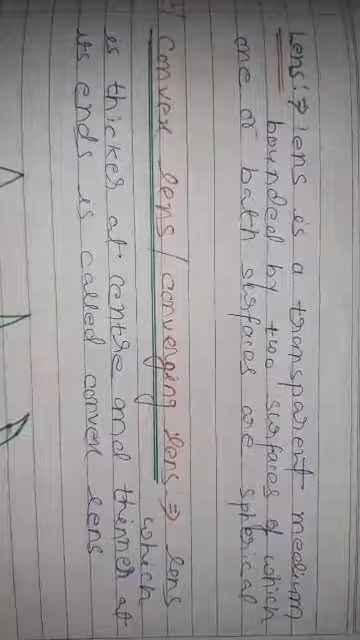 Lens:⇒ lens is a transparent medium
bounded by two surfaces of which
one or bath surfaces are spherical
Convex lens / converging lens ⇒ lens
which
is thicker at centre and thinner at
its ends is called convex lens